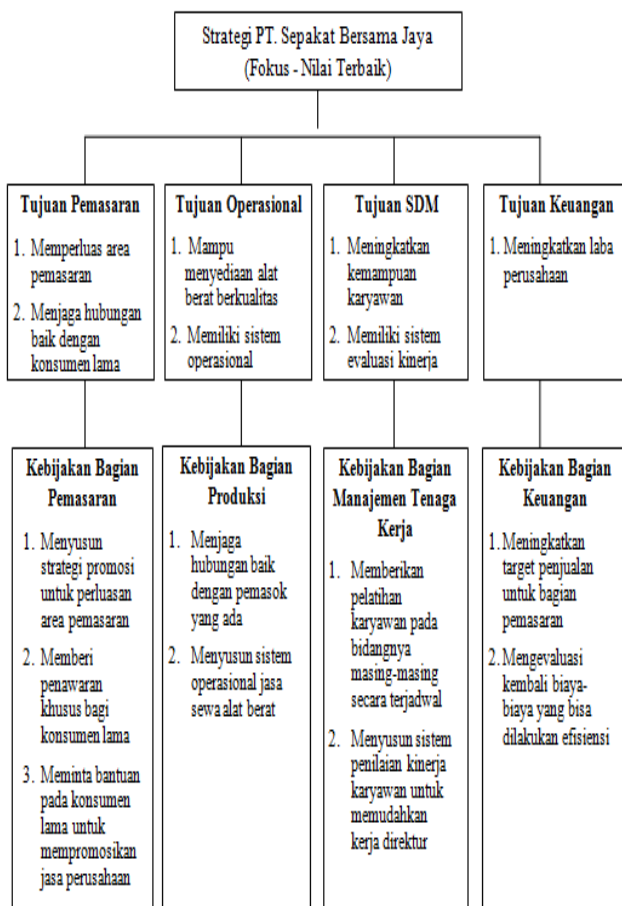 Strategi PT. Sepakat Bersama Jaya
(Fokus - Nilai Terbaik)
Tujuan Pemasaran
1. Memperluas area
pemasaran
2. Menjaga hubungan
baik dengan
konsumen lama
Tujuan Operasional
1. Mampu
menyediaan alat
berat berkualitas
2. Memiliki sistem
operasional
Tujuan SDM
1. Meningkatkan
kemampuan
karyawan
2. Memiliki sistem
evaluasi kinerja
Tujuan Keuangan
1. Meningkatkan laba
perusahaan
Kebijakan Bagian
Pemasaran
1. Menyusun
strategi promosi
untuk perluasan
area pemasaran
2. Memberi
penawaran
khusus bagi
konsumen lama
3. Meminta bantuan
pada konsumen
lama untuk
mempromosikan
jasa perusahaan
Kebijakan Bagian
Produksi
1. Menjaga
hubungan baik
dengan pemasok
yang ada
2. Menyusun sistem
operasional jasa
sewa alat berat
Kebijakan Bagian
Manajemen Tenaga
Kerja
1. Memberikan
pelatihan
karyawan pada
bidangnya
masing-masing
secara terjadwal
2. Menyusun sistem
penilaian kinerja
karyawan untuk
memudahkan
kerja direktur
Kebijakan Bagian
Keuangan
1. Meningkatkan
target penjualan
untuk bagian
pemasaran
2. Mengevaluasi
kembali biaya-
biaya yang bisa
dilakukan efisiensi